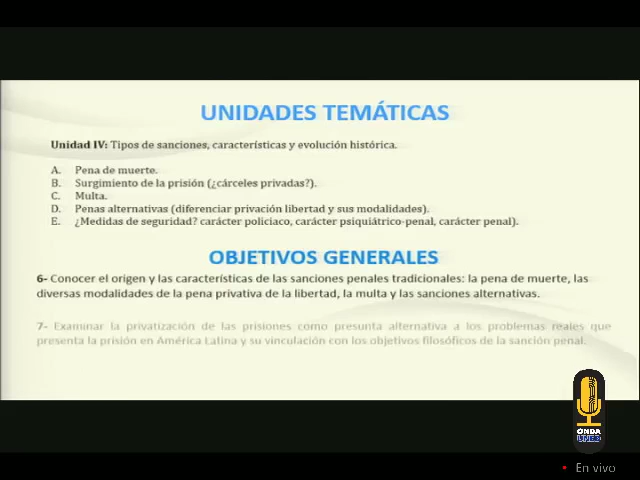 UNIDADES TEMÁTICAS
Unidad IV: Tipos de sanciones, características y evolución histórica.
A. Pena de muerte.
B. Surgimiento de la prisión (¿cárceles privadas?).
C. Multa.
D. Penas alternativas (diferenciar privación libertad y sus modalidades).
E. ¿Medidas de seguridad? carácter policiaco, carácter psiquiátrico-penal, carácter penal).
OBJETIVOS GENERALES
6- Conocer el origen y las características de las sanciones penales tradicionales: la pena de muerte, las
diversas modalidades de la pena privativa de la libertad, la multa y las sanciones alternativas.
7- Examinar la privatización de las prisiones como presunta alternativa a los problemas reales que
presenta la prisión en América Latina y su vinculación con los objetivos filosóficos de la sanción penal.
ONDA
UNED
En vivo